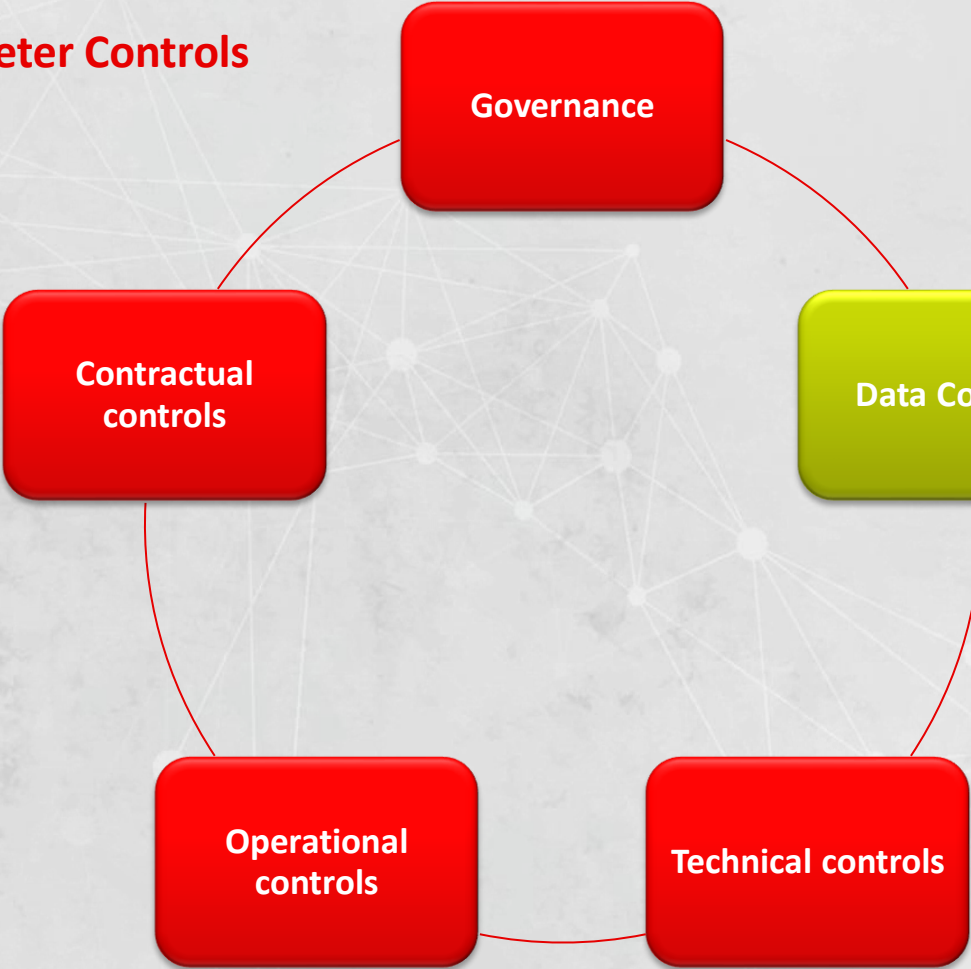 eter Controls
Governance
Contractual
controls
Data Co
Operational
controls
Technical controls